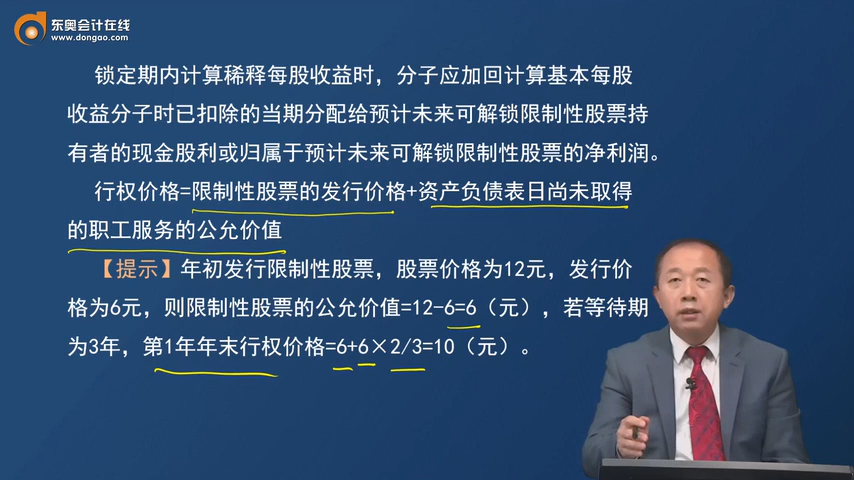 东奥会计在线
www.dongao.com
锁定期内计算稀释每股收益时，分子应加回计算基本每股
收益分子时已扣除的当期分配给预计未来可解锁限制性股票持
有者的现金股利或归属于预计未来可解锁限制性股票的净利润。
行权价格=限制性股票的发行价格+资产负债表日尚未取得
的职工服务的公允价值
【提示】年初发行限制性股票，股票价格为12元，发行价
格为6元，则限制性股票的公允价值=12-6=6（元），若等待期
为3年，第1年年末行权价格=6+6×2/3=10（元）。